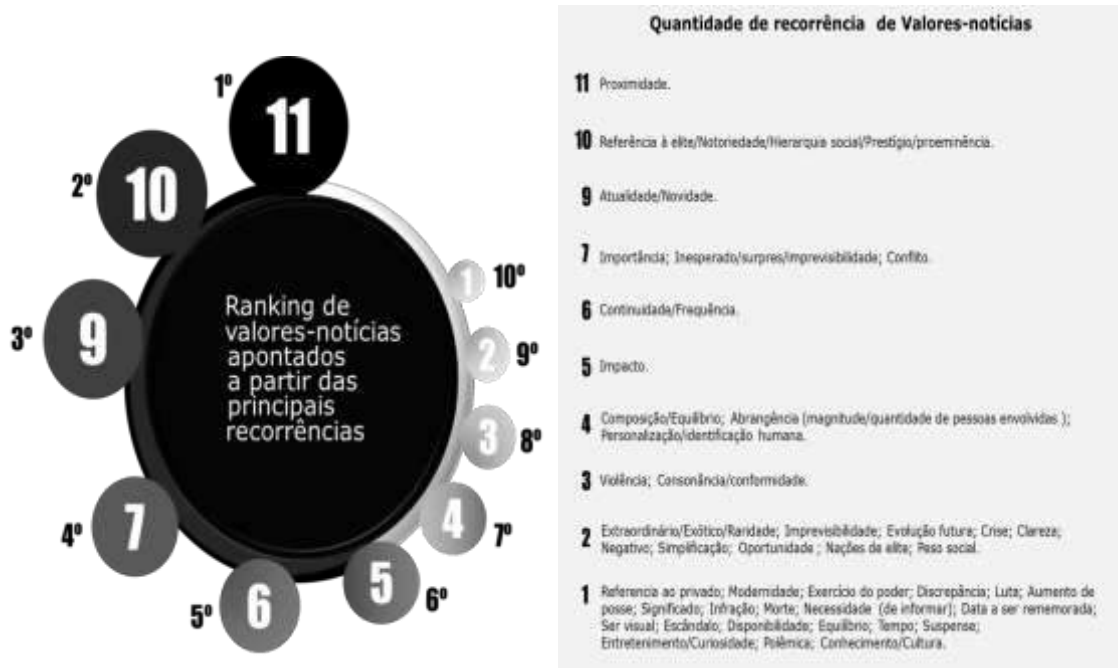 1º
11
2º
10
3º
9
4º
7
5º
6
6º
5
7º
4
8º
3
9º
2
10º
1
Ranking de
valores-notícias
apontados
a partir das
principais
recorrências
Quantidade de recorrência de Valores-notícias
11 Proximidade.
10 Referência à elite/Notoriedade/Hierarquia social/Prestígio/proeminência.
9 Atualidade/Novidade.
7 Importância; Inesperado/surpres/imprevisibilidade; Conflito.
6 Continuidade/Frequência.
5 Impacto.
4 Composição/Equilíbrio; Abrangência (magnitude/quantidade de pessoas envolvidas );
Personalização/identificação humana.
3 Violência; Consonância/conformidade.
2 Extraordinário/Exótico/Raridade; Imprevisibilidade; Evolução futura; Crise; Clareza;
Negativo; Simplificação; Oportunidade ; Nações de elite; Peso social.
1 Referencia ao privado; Modernidade; Exercício do poder; Discrepância; Luta; Aumento de
posse; Significado; Infração; Morte; Necessidade (de informar); Data a ser rememorada;
Ser visual; Escândalo; Disponibilidade; Equilíbrio; Tempo; Suspense;
Entretenimento/Curiosidade; Polêmica; Conhecimento/Cultura.